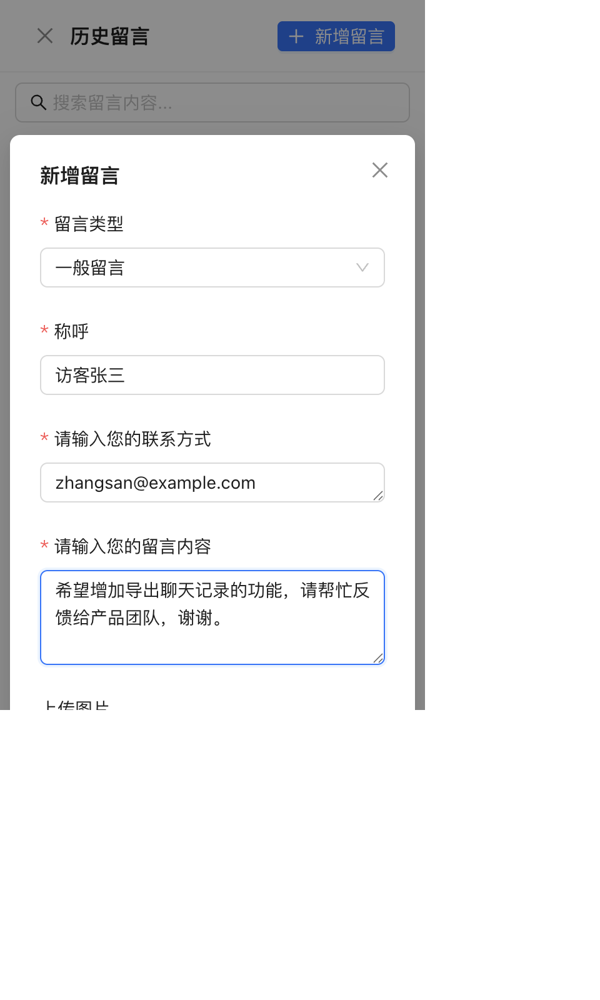 历史留言
新增留言
搜索留言内容...
新增留言
* 留言类型
一般留言
* 称呼
访客张三
* 请输入您的联系方式
zhangsan@example.com
* 请输入您的留言内容
希望增加导出聊天记录的功能，请帮忙反
馈给产品团队，谢谢。
上传图片